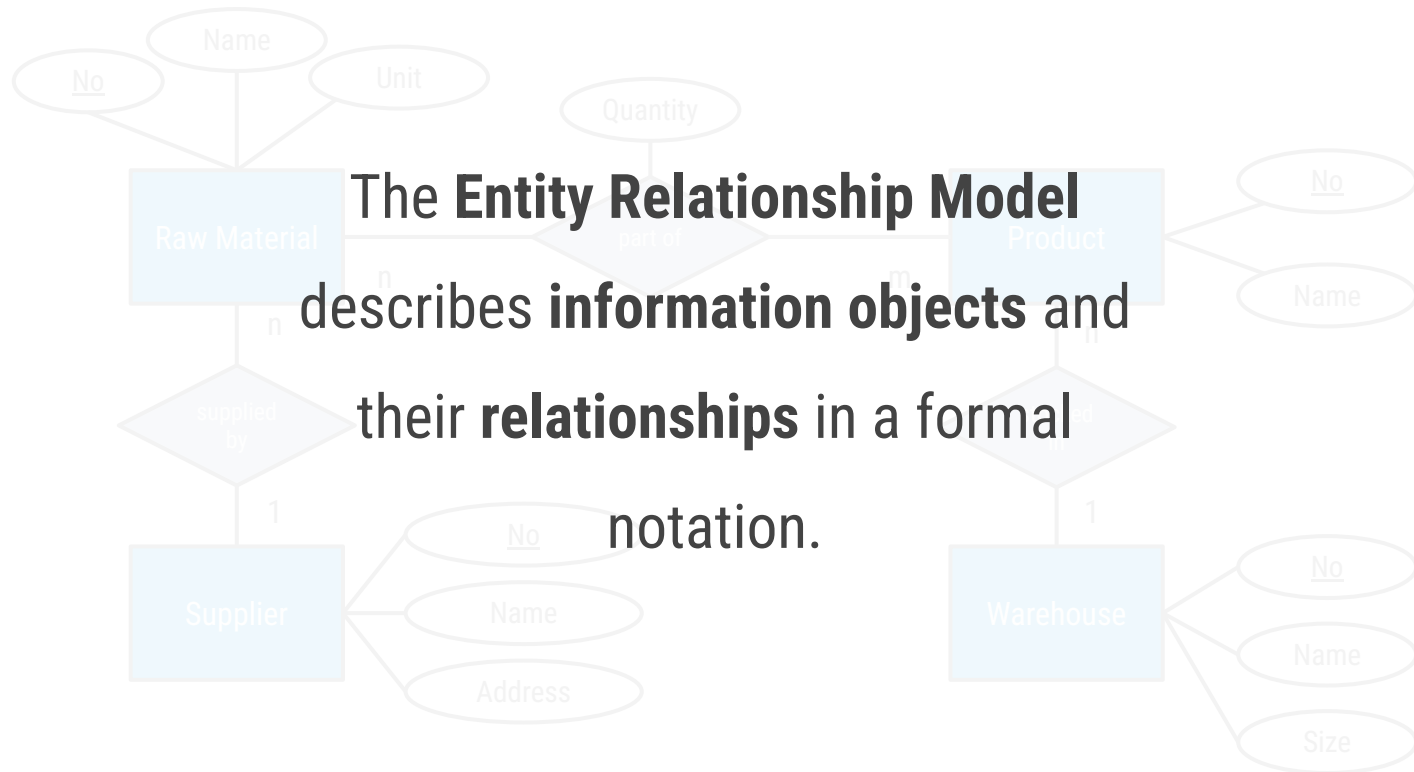 Name
No
Unit
Quantity
No
The Entity Relationship Model
Raw Material
part of
Product
n
m
describes information objects and
Name
n
n
supplied
by
their relationships in a formal
1
1
No
notation.
No
Supplier
Name
Warehouse
Name
Address
Size